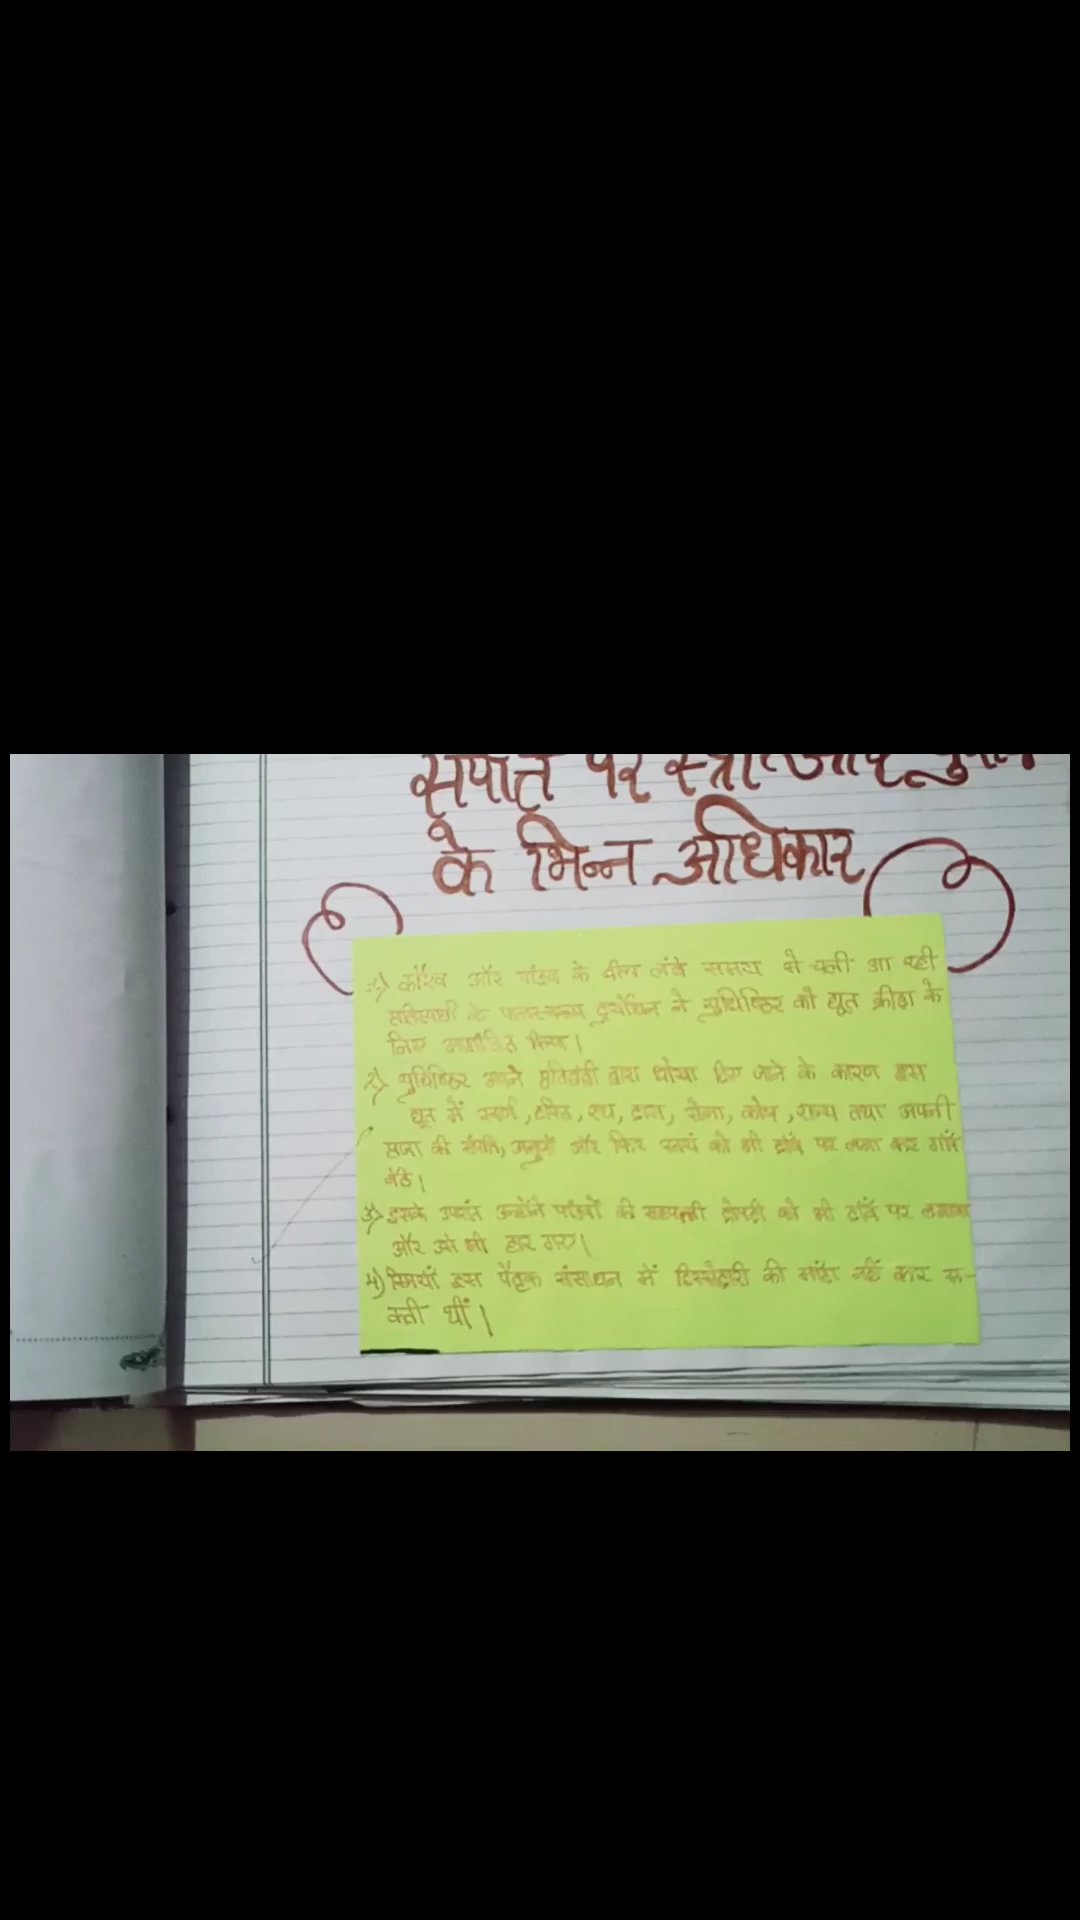 संपत्ति पर स्त्री और पुरुष
के भिन्न अधिकार
1) कौरव और पांडव के बीच लंबे समय से चली आ रही
प्रतिस्पर्धा के फलस्वरूप दुर्योधन ने युधिष्ठिर को द्यूत क्रीड़ा के
लिए आमंत्रित किया।
2) युधिष्ठिर अपने प्रतिद्वंद्वी द्वारा धोखा दिए जाने के कारण इस
द्यूत में स्वर्ण, हस्ति, रथ, दास, सेना, कोष, राज्य तथा अपनी
प्रजा की संपत्ति, अनुजों और फिर स्वयं को भी दाँव पर लगा कर गवाँ
बैठे।
3) इसके उपरांत उन्होंने पांडवों की सहपत्नी द्रौपदी को भी दाँव पर लगाया
और उसे भी हार गए।
4) स्त्रियाँ इस पैतृक संसाधन में हिस्सेदारी की माँग नहीं कर स-
कती थीं।